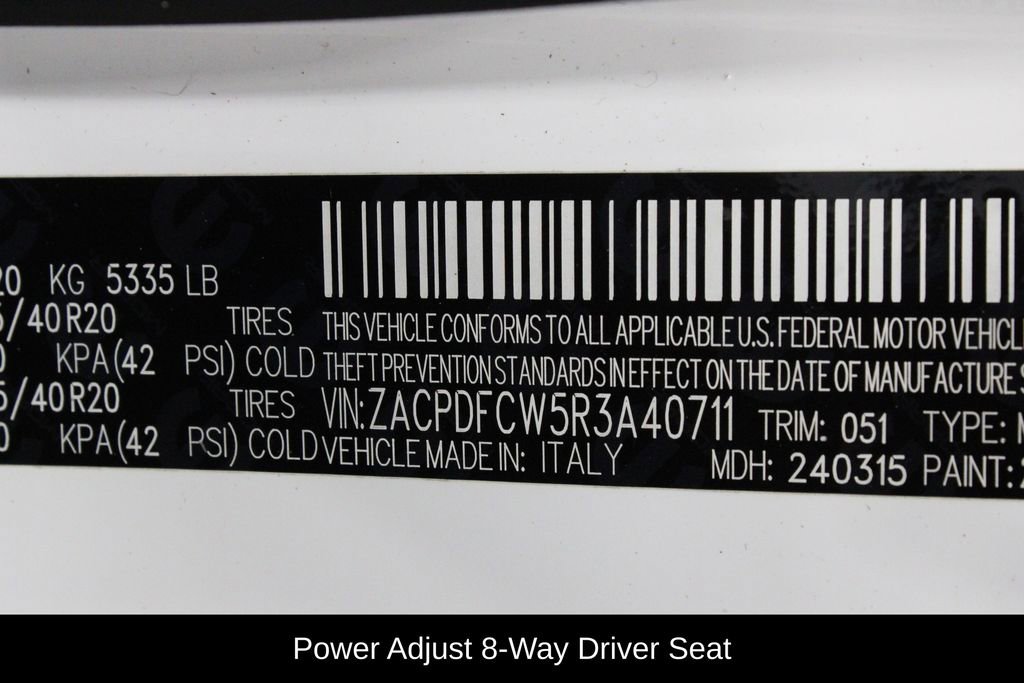 20 KG 5335 LB
5/40R20 TIRES
0 KPA(42 PSI) COLD
5/40R20 TIRES
0 KPA(42 PSI) COLD
THIS VEHICLE CONFORMS TO ALL APPLICABLE U.S. FEDERAL MOTOR VEHICL
THEFT PREVENTION STANDARDS IN EFFECT ON THE DATE OF MANUFACTURE S
VIN:ZACPDFCW5R3A40711 TRIM: 051 TYPE: M
VEHICLE MADE IN: ITALY MDH: 240315 PAINT: 2
Power Adjust 8-Way Driver Seat